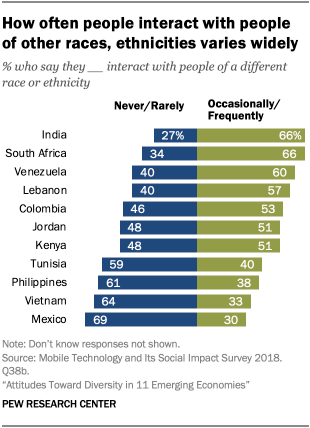 How often people interact with people
of other races, ethnicities varies widely
% who say they __ interact with people of a different
race or ethnicity
Never/Rarely Occasionally/
Frequently
India 27% 66%
South Africa 34 66
Venezuela 40 60
Lebanon 40 57
Colombia 46 53
Jordan 48 51
Kenya 48 51
Tunisia 59 40
Philippines 61 38
Vietnam 64 33
Mexico 69 30
Note: Don't know responses not shown.
Source: Mobile Technology and Its Social Impact Survey 2018.
Q38b.
"Attitudes Toward Diversity in 11 Emerging Economies"
PEW RESEARCH CENTER